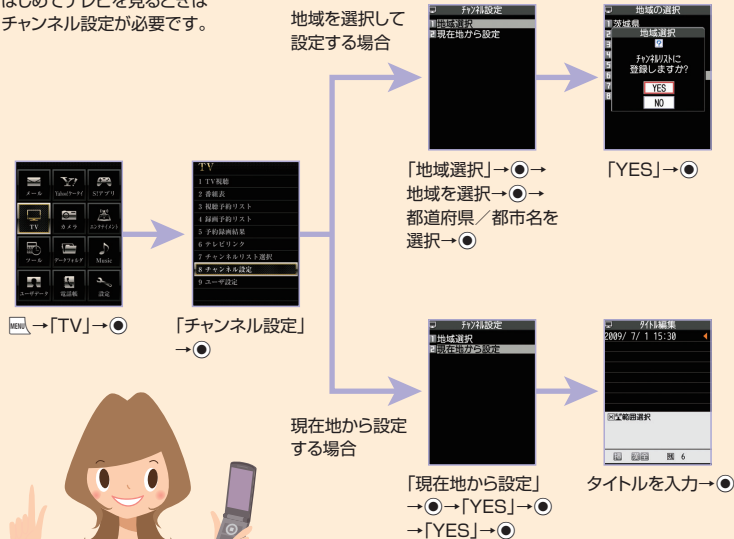 はじめてテレビを見るときは
チャンネル設定が必要です。
地域を選択して
設定する場合
チャンネル設定
1地域選択
2現在地から設定
地域の選択
1茨城県
地域選択
?
チャンネルリストに
登録しますか?
YES
NO
「地域選択」→◉→
地域を選択→◉→
都道府県／都市名を
選択→◉
「YES」→◉
メール
Yahoo!ケータイ
S!アプリ
TV
カメラ
エンタテイメント
ツール
データフォルダ
Music
ユーザデータ
電話帳
設定
MENU→「TV」→◉
TV
1 TV視聴
2 番組表
3 視聴予約リスト
4 録画予約リスト
5 予約録画結果
6 テレビリンク
7 チャンネルリスト選択
8 チャンネル設定
9 ユーザ設定
「チャンネル設定」
→◉
現在地から設定
する場合
チャンネル設定
1地域選択
2現在地から設定
「現在地から設定」
→◉→「YES」→◉
→「YES」→◉
タイトル編集
2009/ 7/ 1 15:30
範囲選択
残 6
タイトルを入力→◉